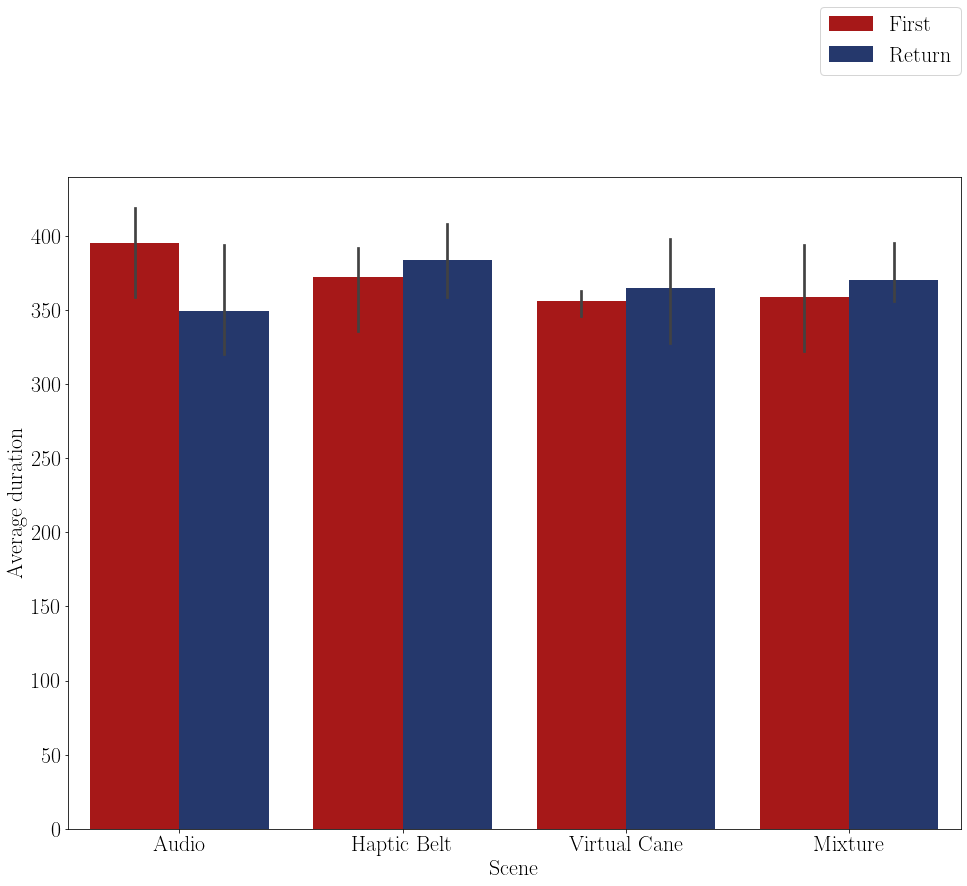 First
Return
400
350
300
250
200
150
100
50
0
Average duration
Audio
Haptic Belt
Virtual Cane
Mixture
Scene